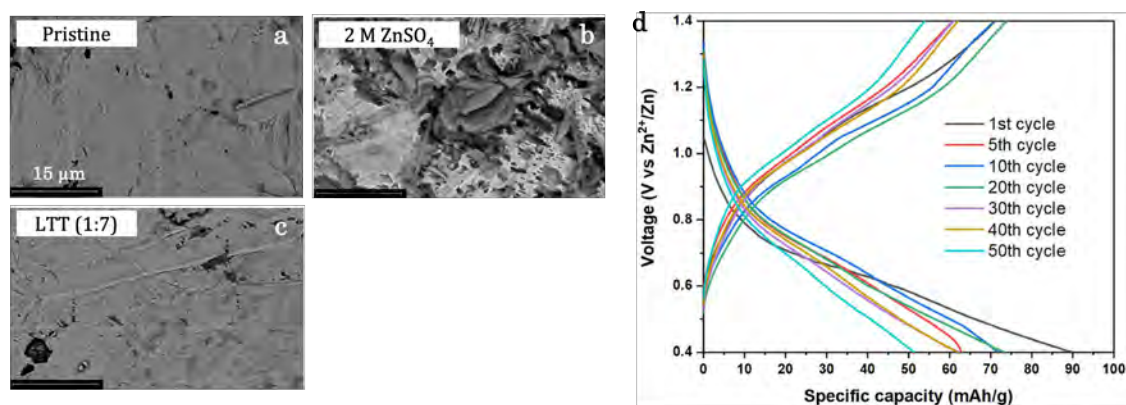 Pristine
a
15 μm
2 M ZnSO₄
b
LTT (1:7)
c
d
1.4
1.2
1.0
0.8
0.6
0.4
Voltage (V vs Zn²⁺/Zn)
1st cycle
5th cycle
10th cycle
20th cycle
30th cycle
40th cycle
50th cycle
0 10 20 30 40 50 60 70 80 90 100
Specific capacity (mAh/g)